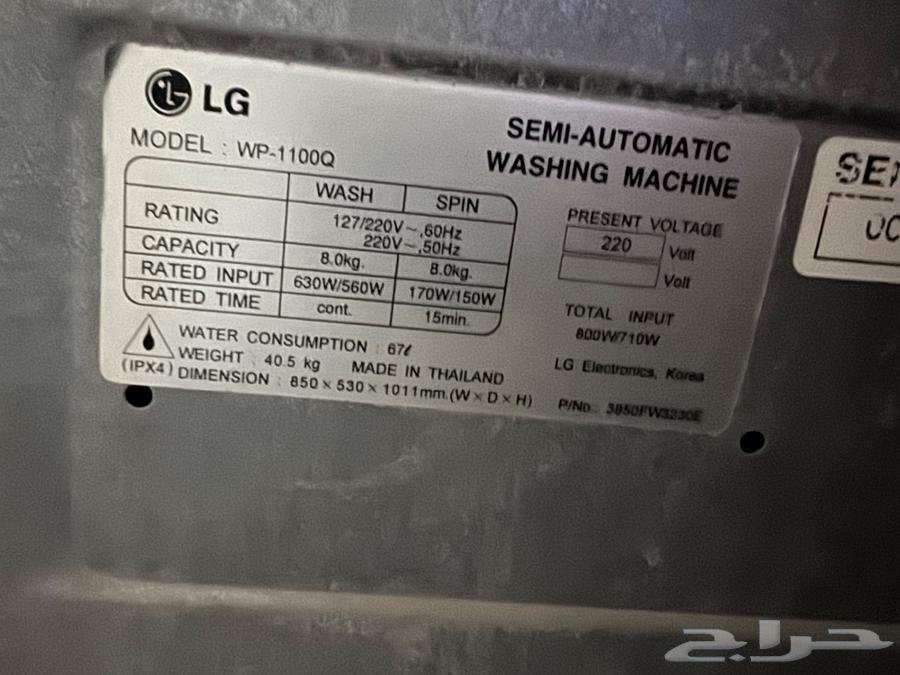 LG
SEMI-AUTOMATIC
WASHING MACHINE
MODEL : WP-1100Q
WASH SPIN
RATING 127/220V~,60Hz
220V~,50Hz
CAPACITY 8.0kg. 8.0kg.
RATED INPUT 630W/560W 170W/150W
RATED TIME cont. 15min.
PRESENT VOLTAGE
220 Volt
Volt
TOTAL INPUT
800W/710W
WATER CONSUMPTION : 67ℓ
WEIGHT : 40.5 kg MADE IN THAILAND
(IPX4) DIMENSION : 850 × 530 × 1011mm.(W × D × H)
LG Electronics, Korea
P/No.: 3850FW3230E
حراج